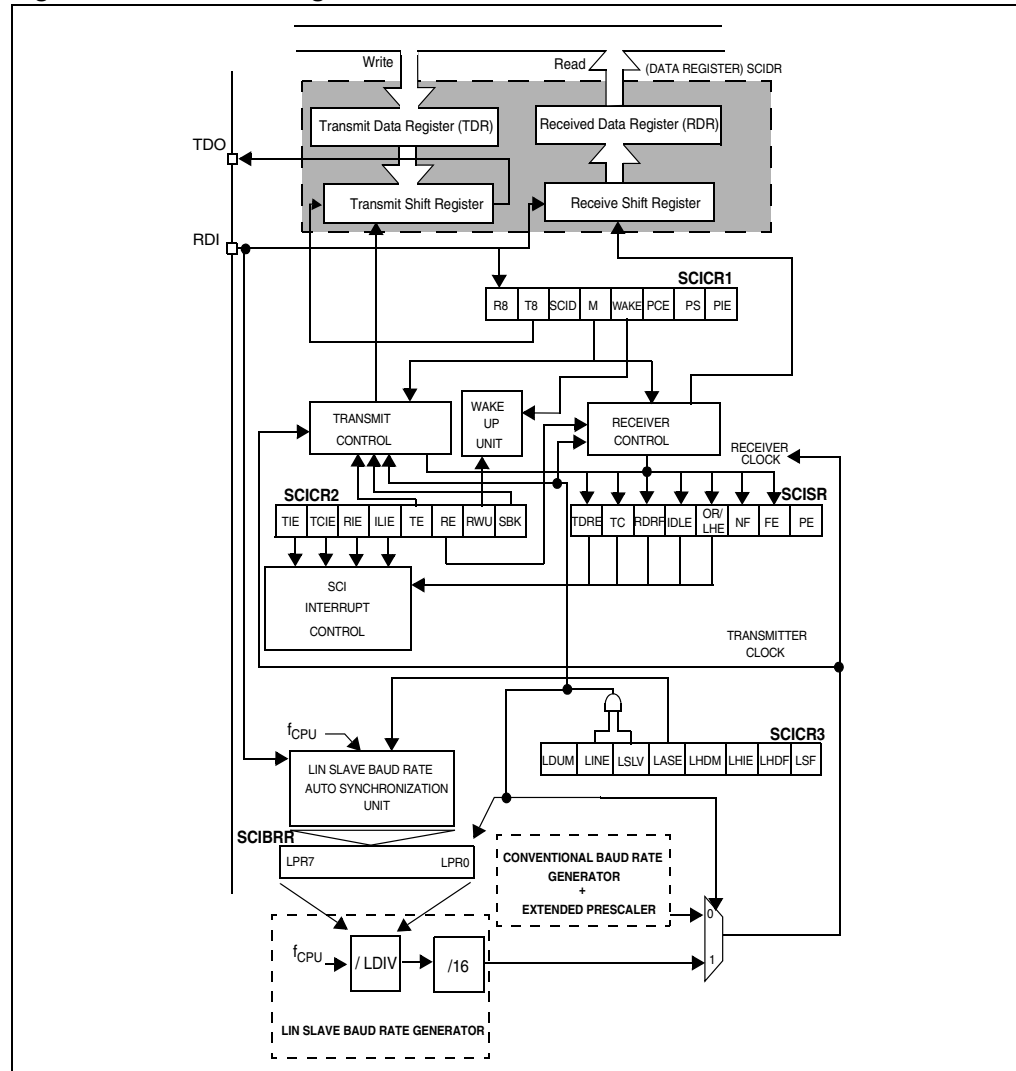 Write
Read
(DATA REGISTER) SCIDR
Transmit Data Register (TDR)
Received Data Register (RDR)
TDO
Transmit Shift Register
Receive Shift Register
RDI
SCICR1
R8 T8 SCID M WAKE PCE PS PIE
TRANSMIT
CONTROL
WAKE
UP
UNIT
RECEIVER
CONTROL
RECEIVER
CLOCK
SCICR2
TIE TCIE RIE ILIE TE RE RWU SBK
SCISR
TDRE TC RDRF IDLE OR/
LHE NF FE PE
SCI
INTERRUPT
CONTROL
TRANSMITTER
CLOCK
fCPU
SCICR3
LDUM LINE LSLV LASE LHDM LHIE LHDF LSF
LIN SLAVE BAUD RATE
AUTO SYNCHRONIZATION
UNIT
SCIBRR
LPR7 LPR0
CONVENTIONAL BAUD RATE
GENERATOR
+
EXTENDED PRESCALER
0
1
fCPU
/ LDIV
/16
LIN SLAVE BAUD RATE GENERATOR